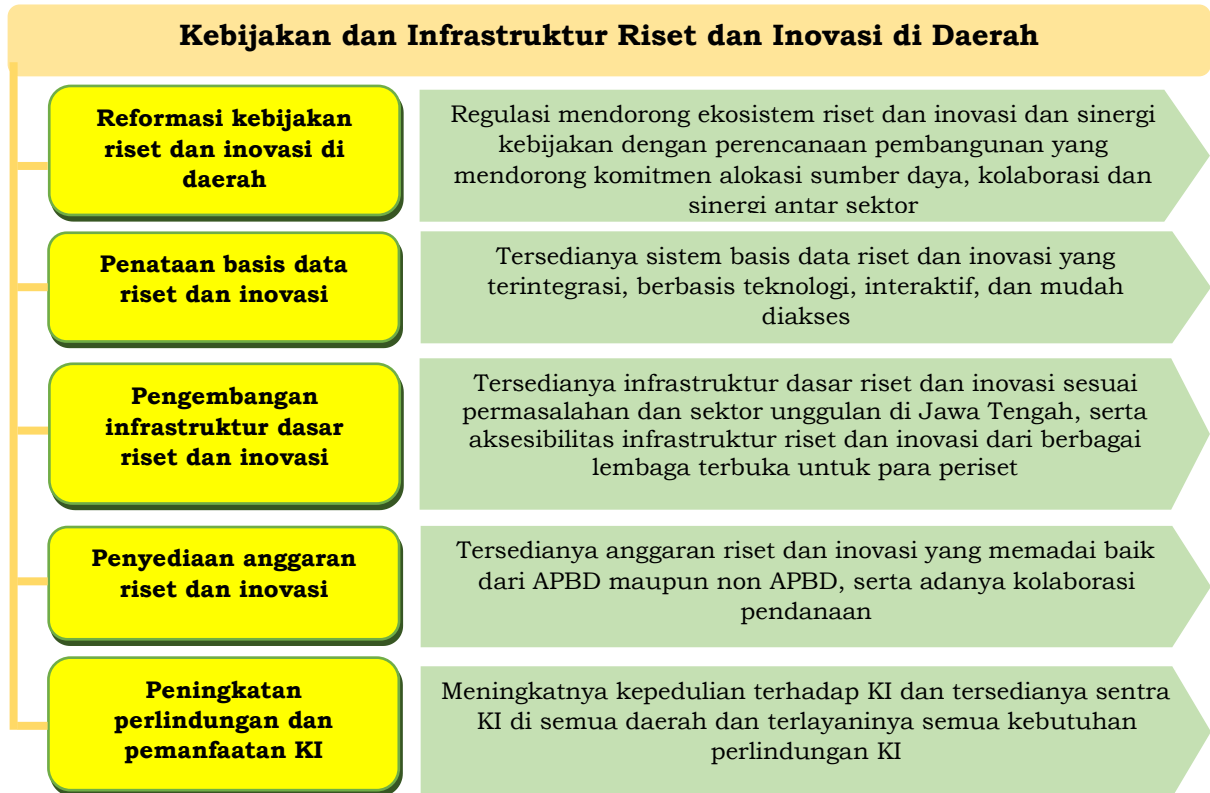 Kebijakan dan Infrastruktur Riset dan Inovasi di Daerah
Reformasi kebijakan
riset dan inovasi di
daerah
Regulasi mendorong ekosistem riset dan inovasi dan sinergi
kebijakan dengan perencanaan pembangunan yang
mendorong komitmen alokasi sumber daya, kolaborasi dan
sinergi antar sektor
Penataan basis data
riset dan inovasi
Tersedianya sistem basis data riset dan inovasi yang
terintegrasi, berbasis teknologi, interaktif, dan mudah
diakses
Pengembangan
infrastruktur dasar
riset dan inovasi
Tersedianya infrastruktur dasar riset dan inovasi sesuai
permasalahan dan sektor unggulan di Jawa Tengah, serta
aksesibilitas infrastruktur riset dan inovasi dari berbagai
lembaga terbuka untuk para periset
Penyediaan anggaran
riset dan inovasi
Tersedianya anggaran riset dan inovasi yang memadai baik
dari APBD maupun non APBD, serta adanya kolaborasi
pendanaan
Peningkatan
perlindungan dan
pemanfaatan KI
Meningkatnya kepedulian terhadap KI dan tersedianya sentra
KI di semua daerah dan terlayaninya semua kebutuhan
perlindungan KI